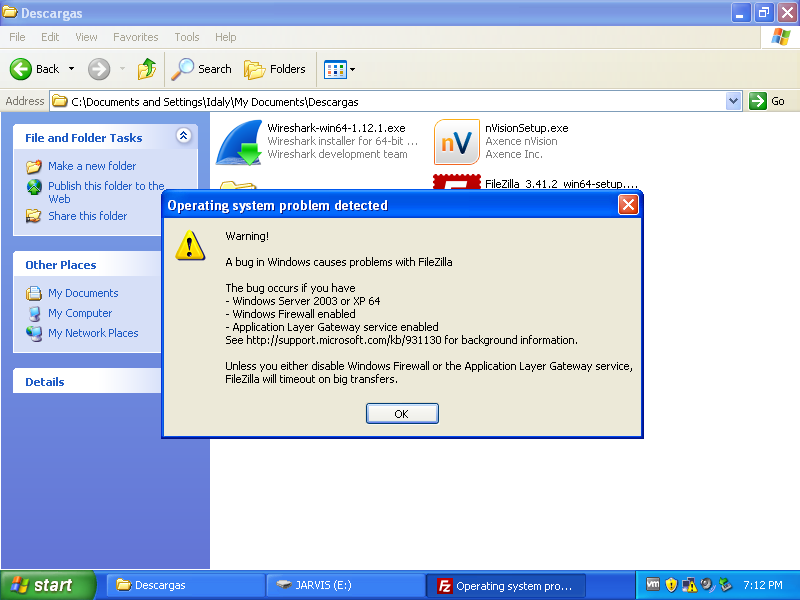 Descargas
File Edit View Favorites Tools Help
Back Search Folders
Address C:\Documents and Settings\Idaly\My Documents\Descargas Go
File and Folder Tasks
Make a new folder
Publish this folder to the
Web
Share this folder
Other Places
My Documents
My Computer
My Network Places
Details
Wireshark-win64-1.12.1.exe
Wireshark installer for 64-bit ...
Wireshark development team
nV
nVisionSetup.exe
Axence nVision
Axence Inc.
FileZilla_3.41.2_win64-setup....
Operating system problem detected
Warning!
A bug in Windows causes problems with FileZilla
The bug occurs if you have
- Windows Server 2003 or XP 64
- Windows Firewall enabled
- Application Layer Gateway service enabled
See http://support.microsoft.com/kb/931130 for background information.
Unless you either disable Windows Firewall or the Application Layer Gateway service,
FileZilla will timeout on big transfers.
OK
start Descargas JARVIS (E:) Fz Operating system pro... vm 7:12 PM